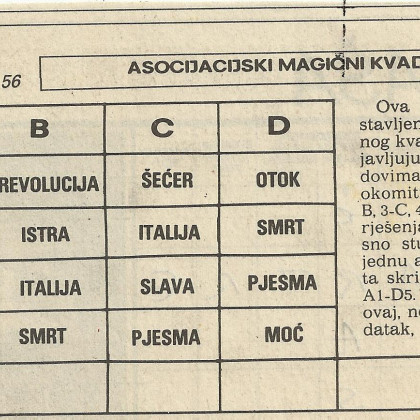 56
ASOCIJACIJSKI MAGIČNI KVAD
B C D
REVOLUCIJA ŠEĆER OTOK
ISTRA ITALIJA SMRT
ITALIJA SLAVA PJESMA
SMRT PJESMA MOĆ
Ova
stavljen
nog kva
javljuju
dovima
okomit
B, 3-C, 4
rješenja
sno stu
jednu a
ta skri
A1-D5.
ovaj, ne
datak,